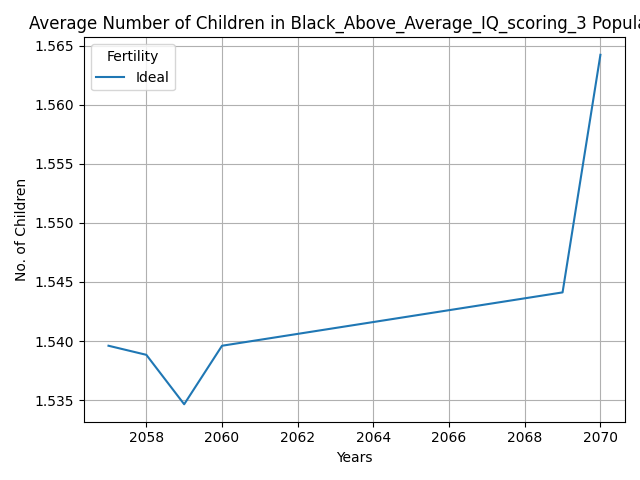 Average Number of Children in Black_Above_Average_IQ_scoring_3 Popula
Fertility
Ideal
1.565
1.560
1.555
1.550
1.545
1.540
1.535
No. of Children
2058 2060 2062 2064 2066 2068 2070
Years